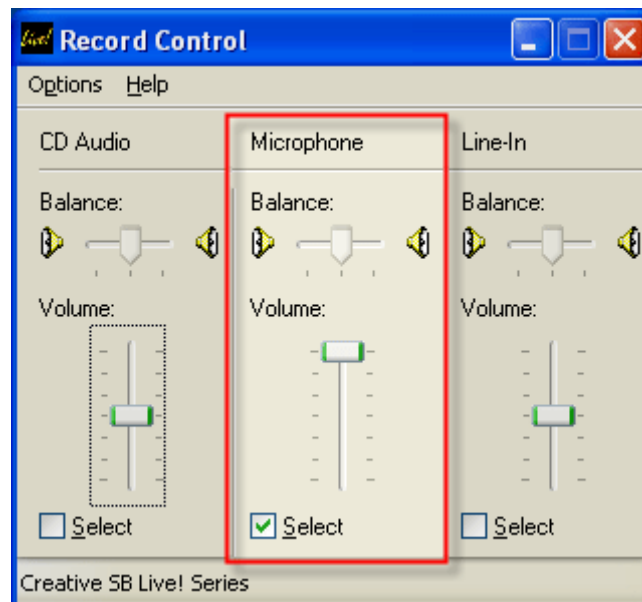 Live! Record Control
Options Help
CD Audio
Microphone
Line-In
Balance:
Balance:
Balance:
Volume:
Volume:
Volume:
Select
Select
Select
Creative SB Live! Series